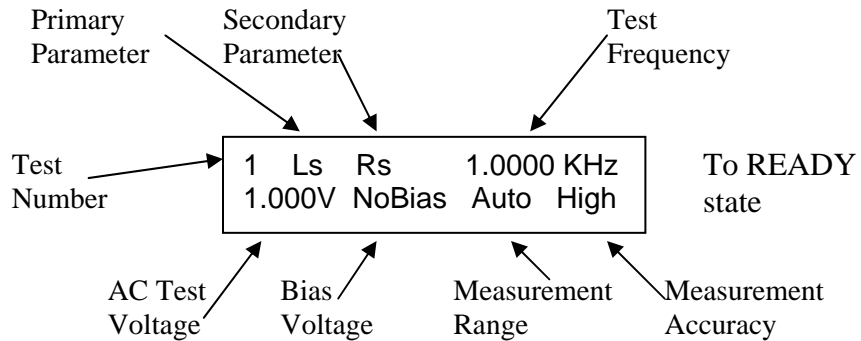 Primary
Parameter
Secondary
Parameter
Test
Frequency
Test
Number
1 Ls Rs 1.0000 KHz
1.000V NoBias Auto High
To READY
state
AC Test
Voltage
Bias
Voltage
Measurement
Range
Measurement
Accuracy